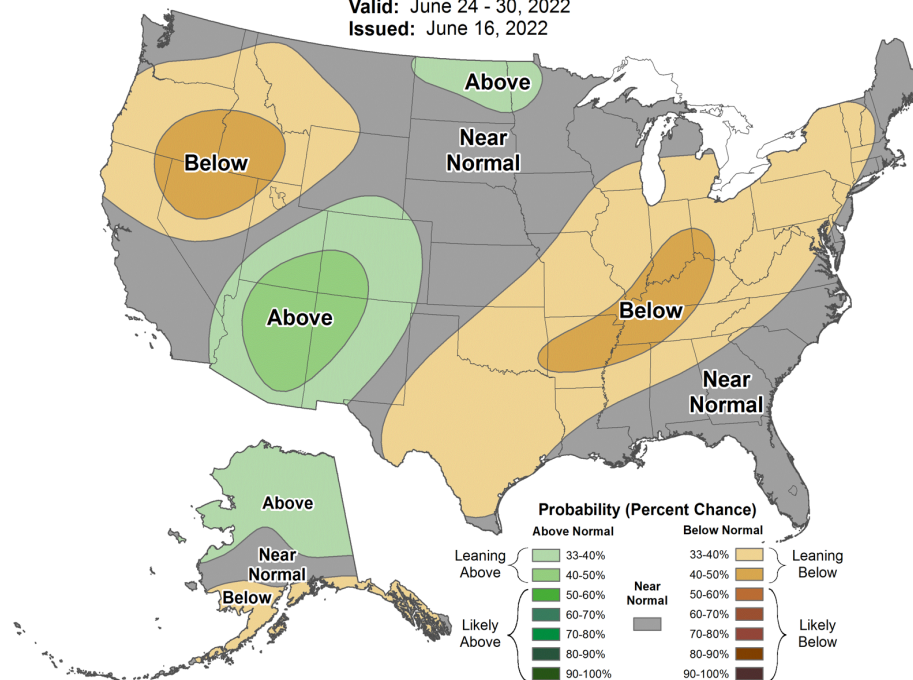 Valid: June 24 - 30, 2022
Issued: June 16, 2022
Above
Near
Normal
Below
Above
Below
Near
Normal
Above
Near
Normal
Below
Probability (Percent Chance)
Above Normal
Below Normal
Leaning
Above
33-40%
40-50%
Likely
Above
50-60%
60-70%
70-80%
80-90%
90-100%
Near
Normal
33-40%
40-50%
Leaning
Below
50-60%
60-70%
70-80%
80-90%
90-100%
Likely
Below